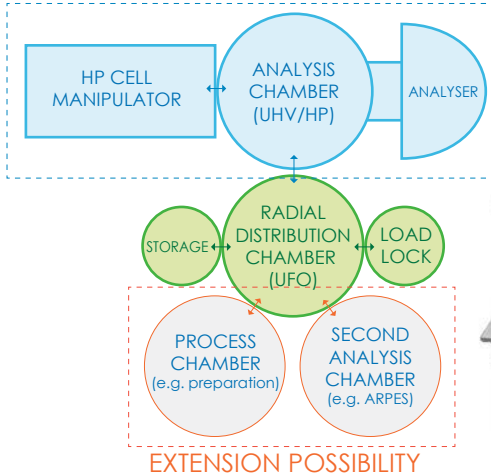 HP CELL
MANIPULATOR
ANALYSIS
CHAMBER
(UHV/HP)
ANALYSER
STORAGE
RADIAL
DISTRIBUTION
CHAMBER
(UFO)
LOAD
LOCK
PROCESS
CHAMBER
(e.g. preparation)
SECOND
ANALYSIS
CHAMBER
(e.g. ARPES)
EXTENSION POSSIBILITY